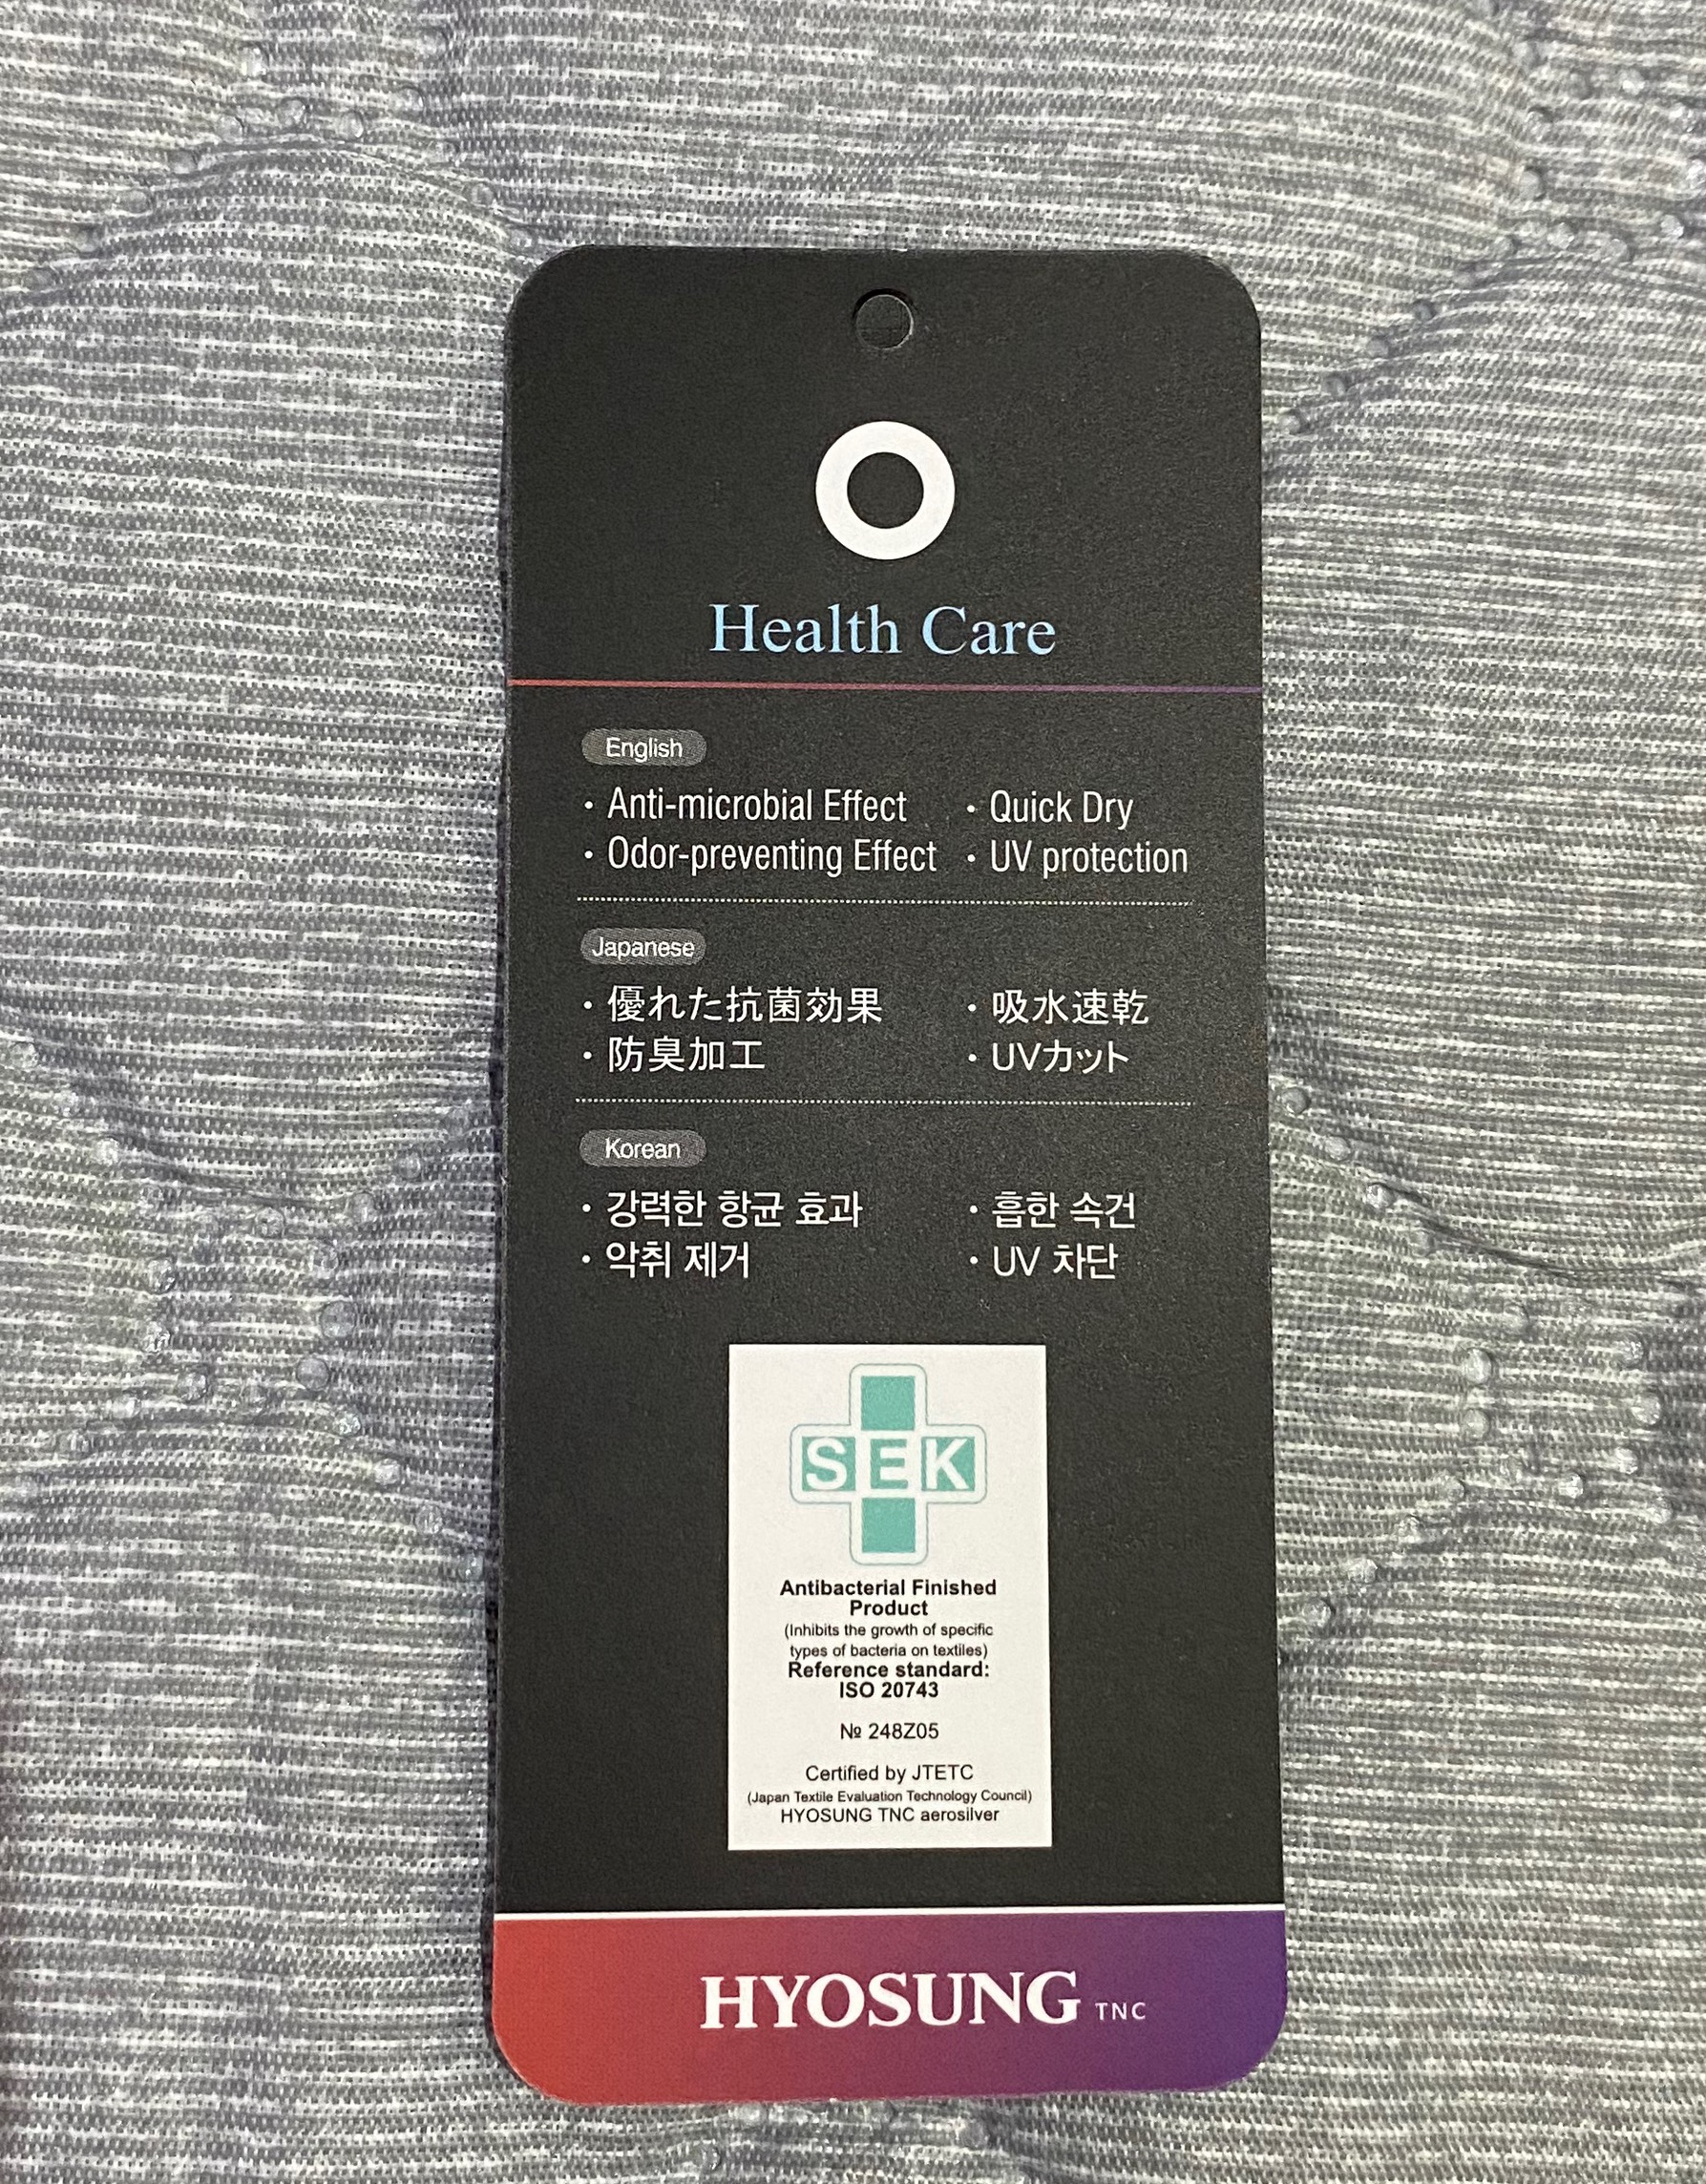 Health Care
English
• Anti-microbial Effect • Quick Dry
• Odor-preventing Effect • UV protection
Japanese
• 優れた抗菌効果 • 吸水速乾
• 防臭加工 • UVカット
Korean
• 강력한 항균 효과 • 흡한 속건
• 악취 제거 • UV 차단
SEK
Antibacterial Finished
Product
(Inhibits the growth of specific
types of bacteria on textiles)
Reference standard:
ISO 20743
№ 248Z05
Certified by JTETC
(Japan Textile Evaluation Technology Council)
HYOSUNG TNC aerosilver
HYOSUNG TNC